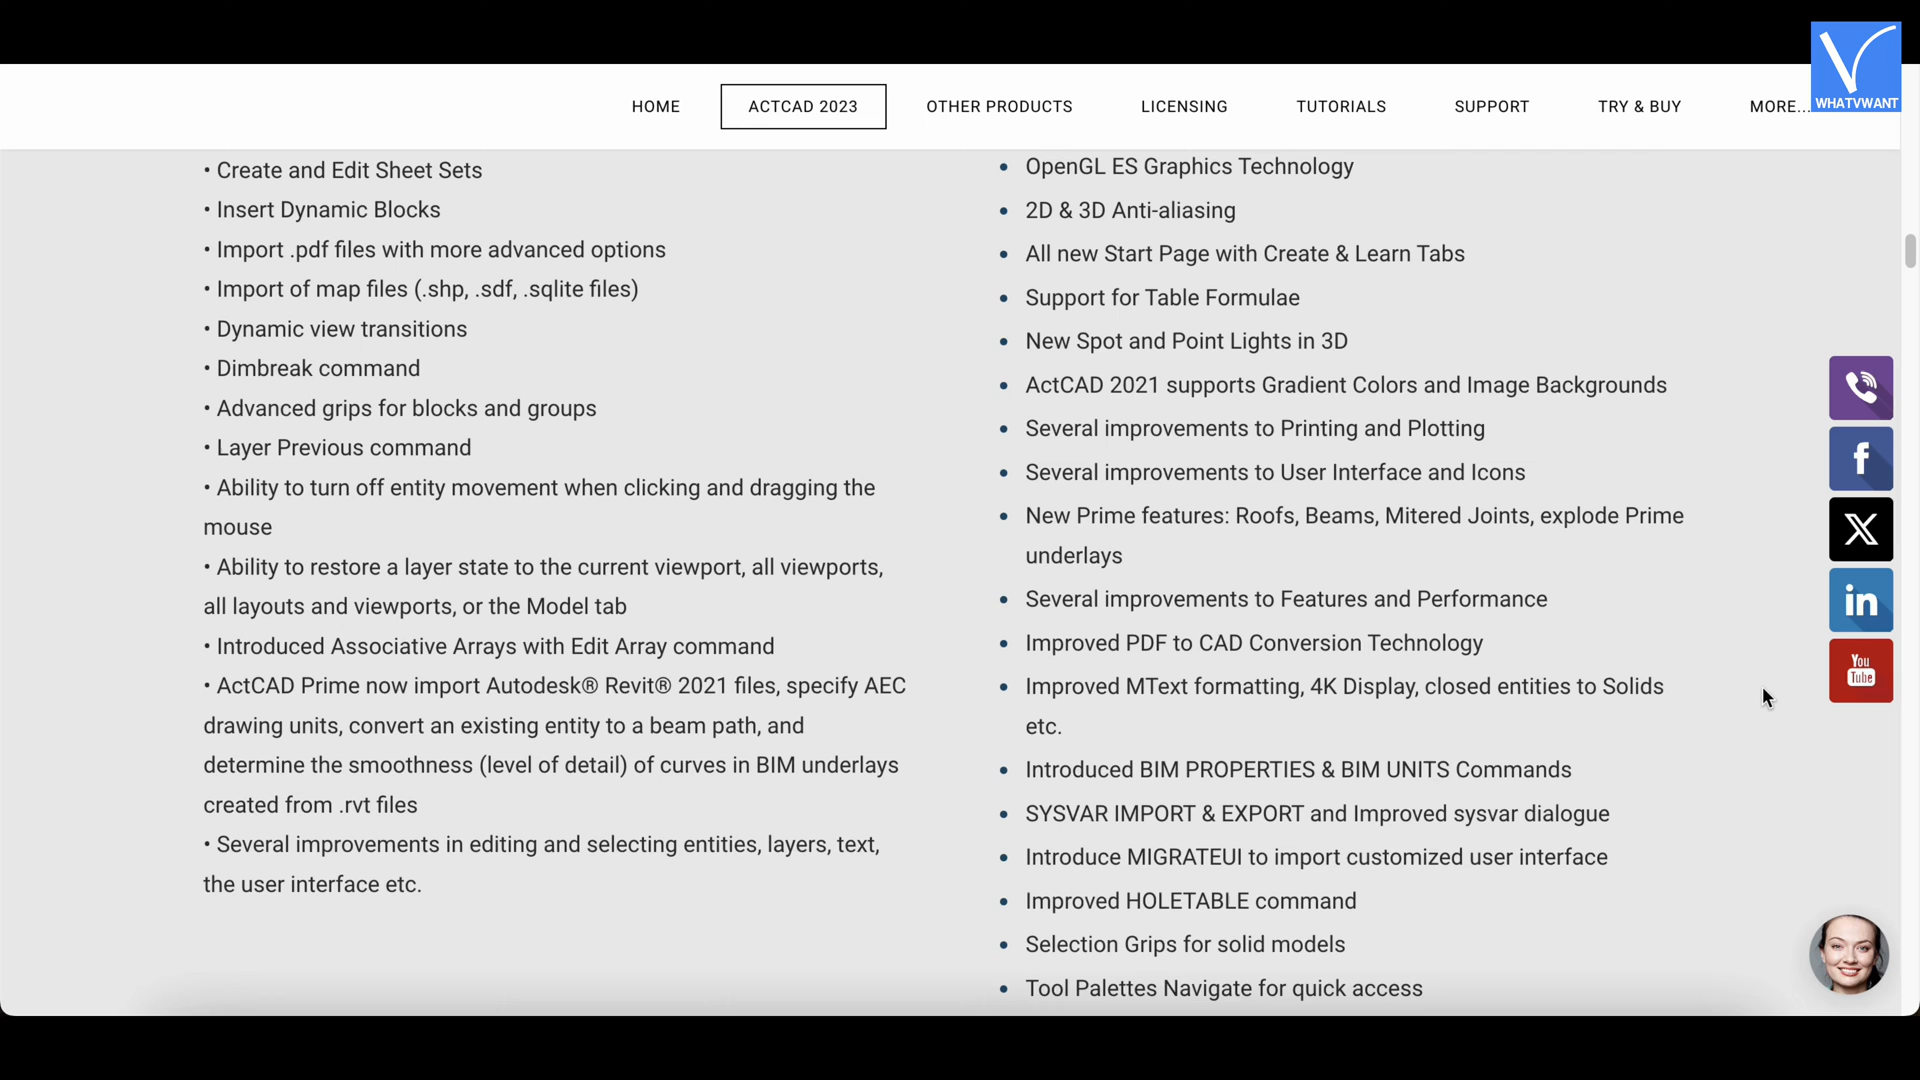 WHATVWANT
HOME
ACTCAD 2023
OTHER PRODUCTS
LICENSING
TUTORIALS
SUPPORT
TRY & BUY
MORE...
• Create and Edit Sheet Sets
• Insert Dynamic Blocks
• Import .pdf files with more advanced options
• Import of map files (.shp, .sdf, .sqlite files)
• Dynamic view transitions
• Dimbreak command
• Advanced grips for blocks and groups
• Layer Previous command
• Ability to turn off entity movement when clicking and dragging the
mouse
• Ability to restore a layer state to the current viewport, all viewports,
all layouts and viewports, or the Model tab
• Introduced Associative Arrays with Edit Array command
• ActCAD Prime now import Autodesk® Revit® 2021 files, specify AEC
drawing units, convert an existing entity to a beam path, and
determine the smoothness (level of detail) of curves in BIM underlays
created from .rvt files
• Several improvements in editing and selecting entities, layers, text,
the user interface etc.
• OpenGL ES Graphics Technology
• 2D & 3D Anti-aliasing
• All new Start Page with Create & Learn Tabs
• Support for Table Formulae
• New Spot and Point Lights in 3D
• ActCAD 2021 supports Gradient Colors and Image Backgrounds
• Several improvements to Printing and Plotting
• Several improvements to User Interface and Icons
• New Prime features: Roofs, Beams, Mitered Joints, explode Prime
underlays
• Several improvements to Features and Performance
• Improved PDF to CAD Conversion Technology
• Improved MText formatting, 4K Display, closed entities to Solids
etc.
• Introduced BIM PROPERTIES & BIM UNITS Commands
• SYSVAR IMPORT & EXPORT and Improved sysvar dialogue
• Introduce MIGRATEUI to import customized user interface
• Improved HOLETABLE command
• Selection Grips for solid models
• Tool Palettes Navigate for quick access
f
X
in
You
Tube